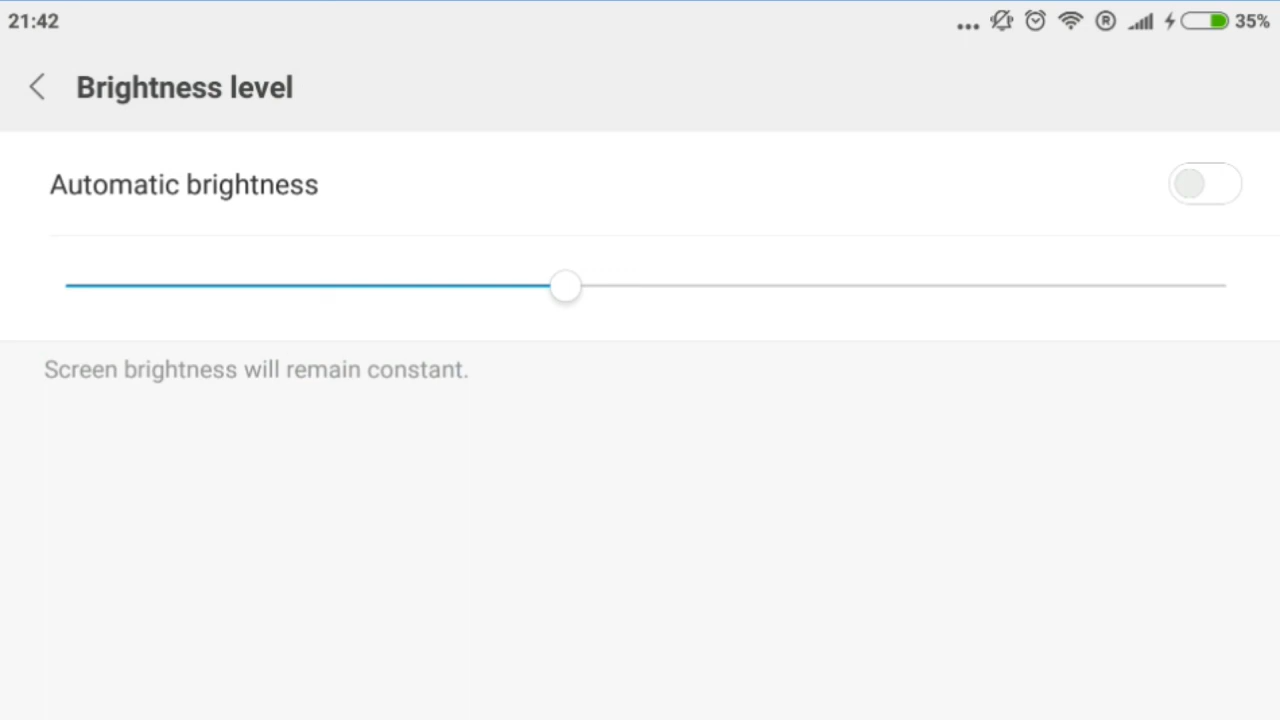 21:42
... R 35%
Brightness level
Automatic brightness
Screen brightness will remain constant.